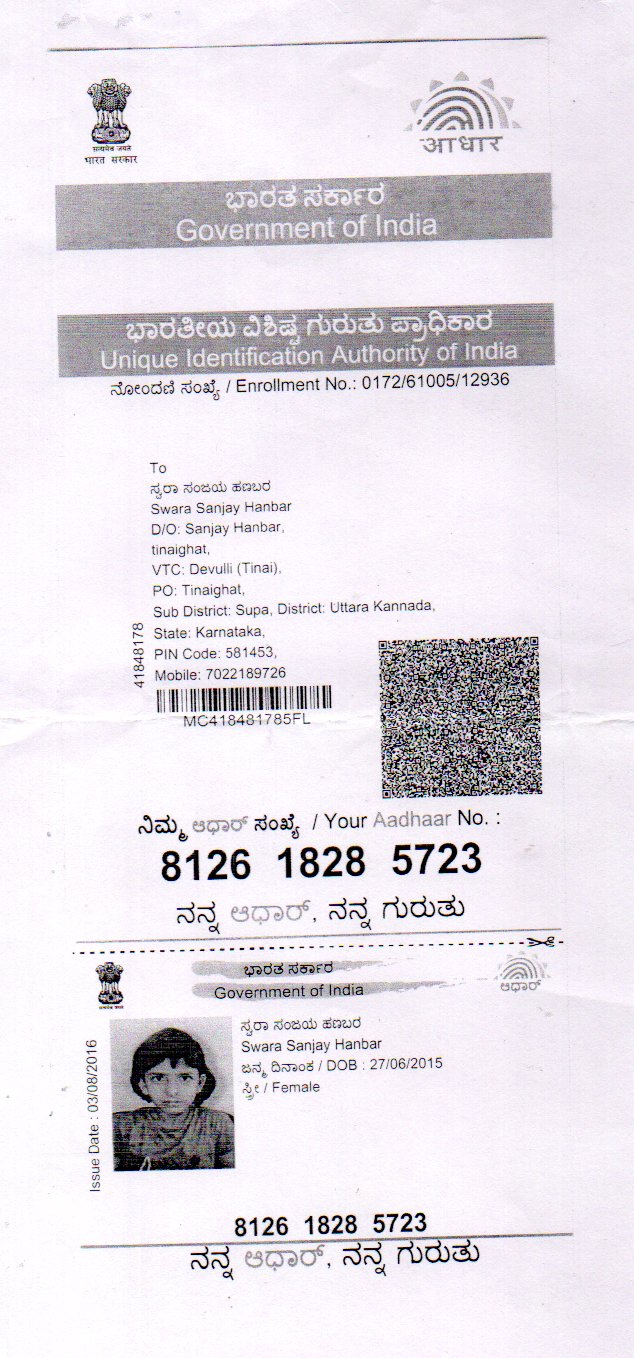 सत्यमेव जयते
भारत सरकार
आधार
ಭಾರತ ಸರ್ಕಾರ
Government of India
ಭಾರತೀಯ ವಿಶಿಷ್ಟ ಗುರುತು ಪ್ರಾಧಿಕಾರ
Unique Identification Authority of India
ನೋಂದಣಿ ಸಂಖ್ಯೆ / Enrollment No.: 0172/61005/12936
To
ಸ್ವರಾ ಸಂಜಯ ಹಣಬರ
Swara Sanjay Hanbar
D/O: Sanjay Hanbar,
tinaighat,
VTC: Devulli (Tinai),
PO: Tinaighat,
Sub District: Supa, District: Uttara Kannada,
State: Karnataka,
PIN Code: 581453,
Mobile: 7022189726
41848178
MC418481785FL
ನಿಮ್ಮ ಆಧಾರ್ ಸಂಖ್ಯೆ / Your Aadhaar No. :
8126 1828 5723
ನನ್ನ ಆಧಾರ್, ನನ್ನ ಗುರುತು
ಭಾರತ ಸರ್ಕಾರ
Government of India
ಆಧಾರ್
ಸ್ವರಾ ಸಂಜಯ ಹಣಬರ
Swara Sanjay Hanbar
ಜನ್ಮ ದಿನಾಂಕ / DOB : 27/06/2015
ಸ್ತ್ರೀ / Female
Issue Date : 03/08/2016
8126 1828 5723
ನನ್ನ ಆಧಾರ್, ನನ್ನ ಗುರುತು